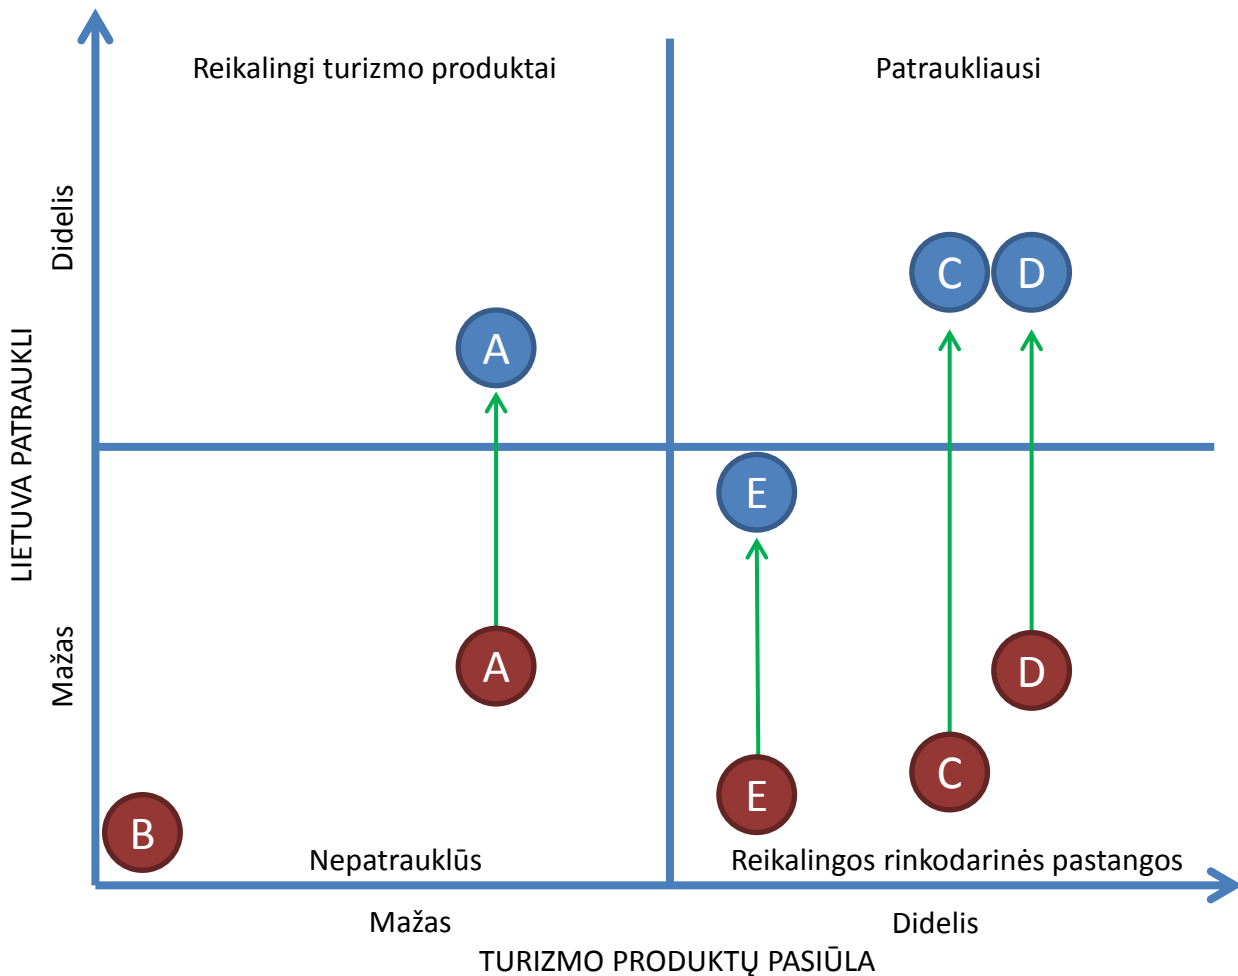 Reikalingi turizmo produktai
Patraukliausi
Didelis
C
D
A
LIETUVA PATRAUKLI
E
Mažas
A
D
C
E
B
Nepatrauklūs
Reikalingos rinkodarinės pastangos
Mažas
Didelis
TURIZMO PRODUKTŲ PASIŪLA